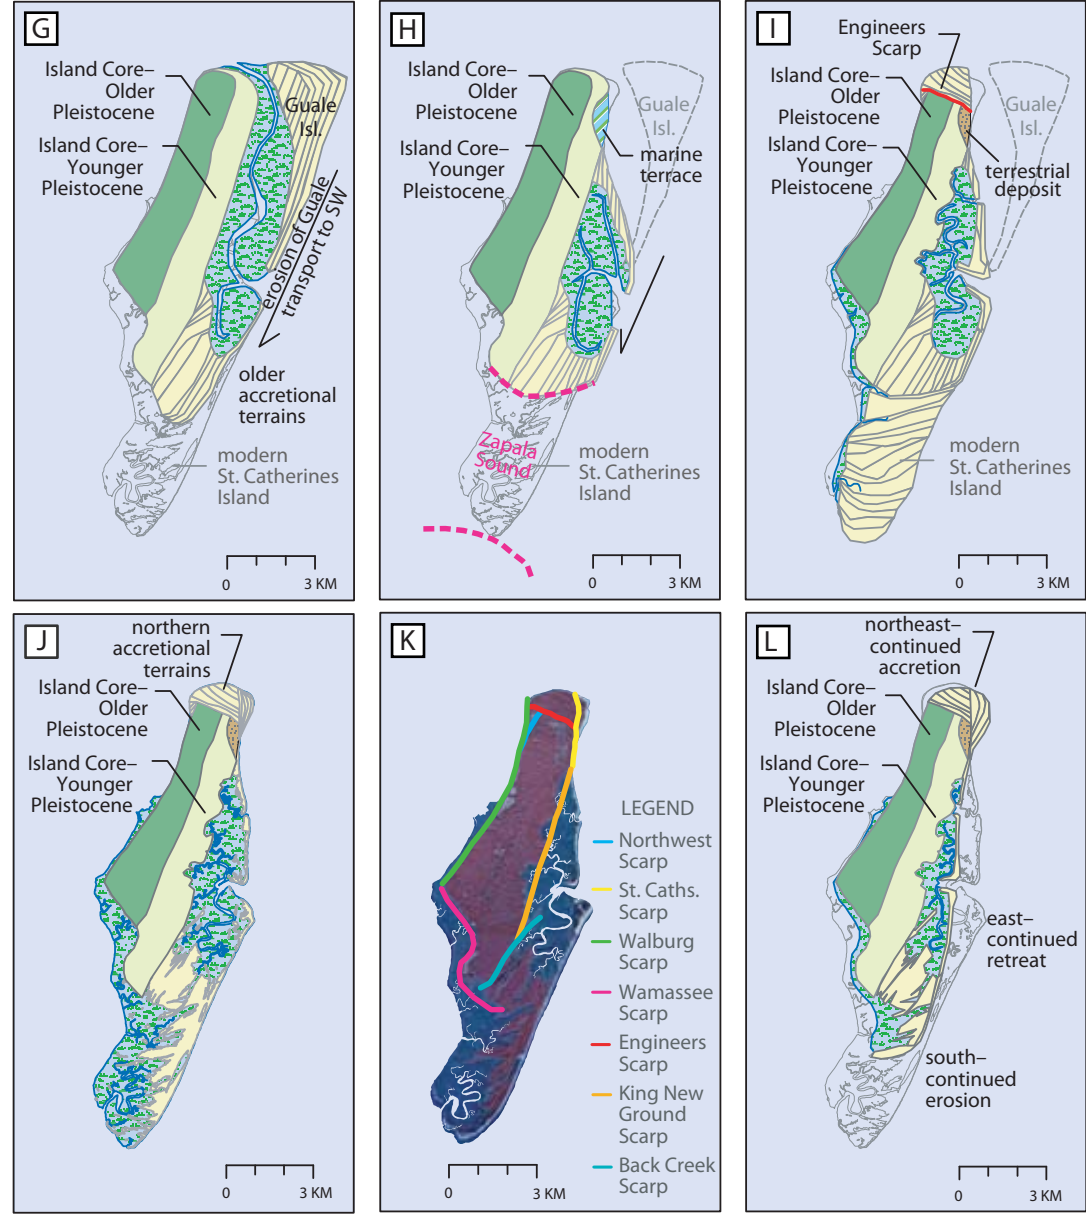 G
Island Core–
Older
Pleistocene
Island Core–
Younger
Pleistocene
Guale
Isl.
erosion of Guale
transport to SW
older
accretional
terrains
modern
St. Catherines
Island
0
3 KM
H
Island Core–
Older
Pleistocene
Island Core–
Younger
Pleistocene
Guale
Isl.
marine
terrace
Zapala
Sound
modern
St. Catherines
Island
0
3 KM
I
Engineers
Scarp
Island Core–
Older
Pleistocene
Island Core–
Younger
Pleistocene
Guale
Isl.
terrestrial
deposit
modern
St. Catherines
Island
0
3 KM
J
northern
accretional
terrains
Island Core–
Older
Pleistocene
Island Core–
Younger
Pleistocene
0
3 KM
K
LEGEND
Northwest
Scarp
St. Caths.
Scarp
Walburg
Scarp
Wamassee
Scarp
Engineers
Scarp
King New
Ground
Scarp
Back Creek
Scarp
0
3 KM
L
northeast–
continued
accretion
Island Core–
Older
Pleistocene
Island Core–
Younger
Pleistocene
east–
continued
retreat
south–
continued
erosion
0
3 KM